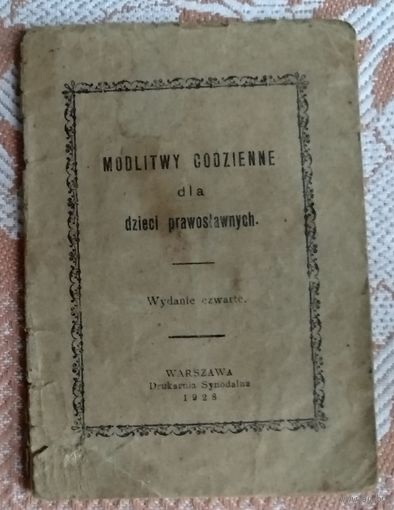 MODLITWY CODZIENNE
dla
dzieci prawosławnych.
Wydanie czwarte.
WARSZAWA
Drukarnia Synodalna
1928